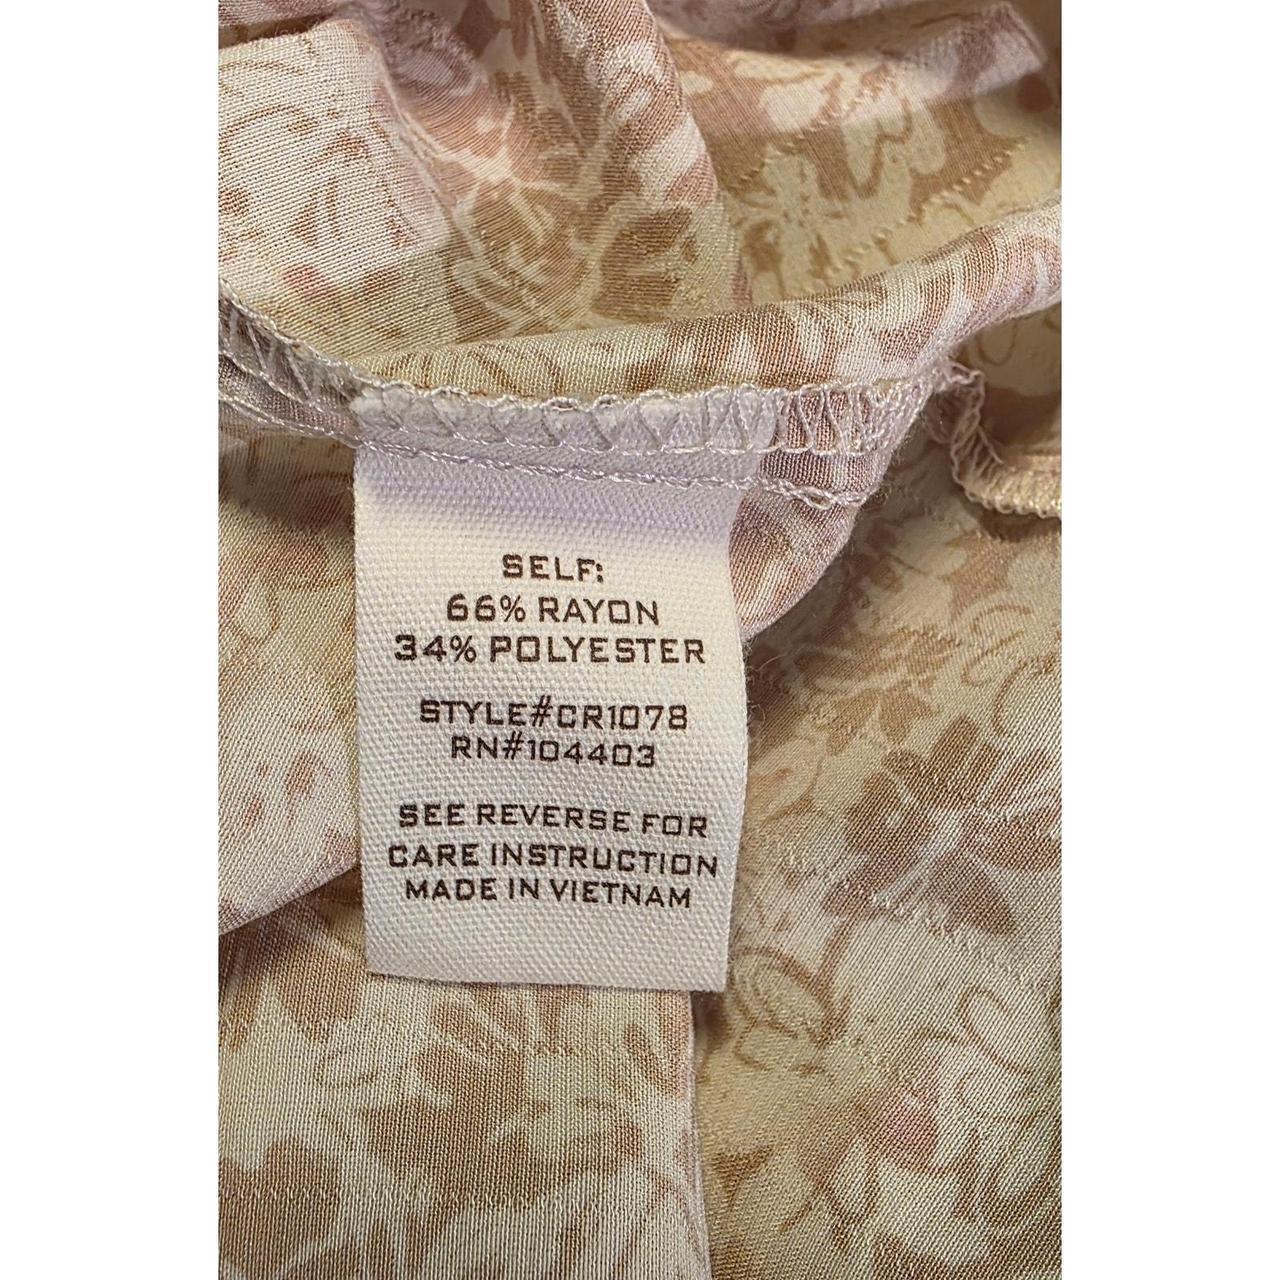 SELF:
66% RAYON
34% POLYESTER
STYLE#CR1078
RN#104403
SEE REVERSE FOR
CARE INSTRUCTION
MADE IN VIETNAM